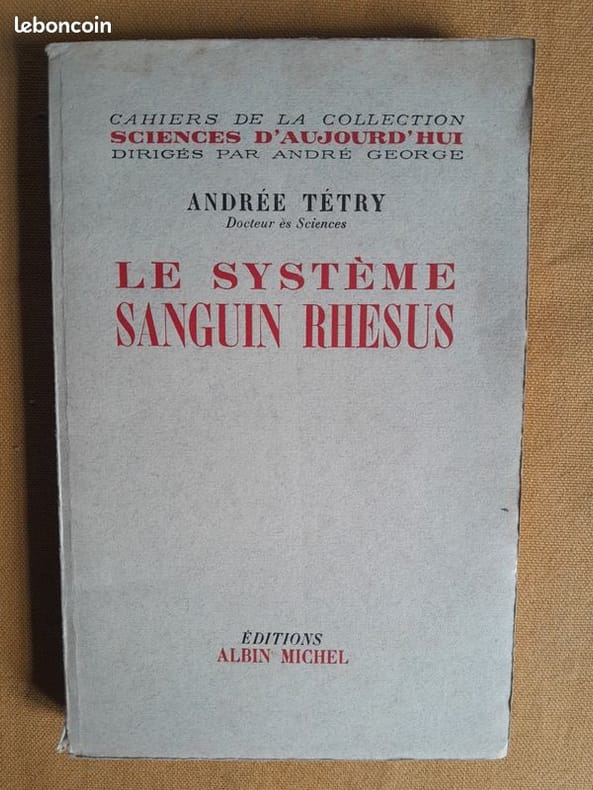 leboncoin
CAHIERS DE LA COLLECTION
SCIENCES D'AUJOURD'HUI
DIRIGÉS PAR ANDRÉ GEORGE
ANDRÉE TÉTRY
Docteur ès Sciences
LE SYSTÈME
SANGUIN RHESUS
ÉDITIONS
ALBIN MICHEL